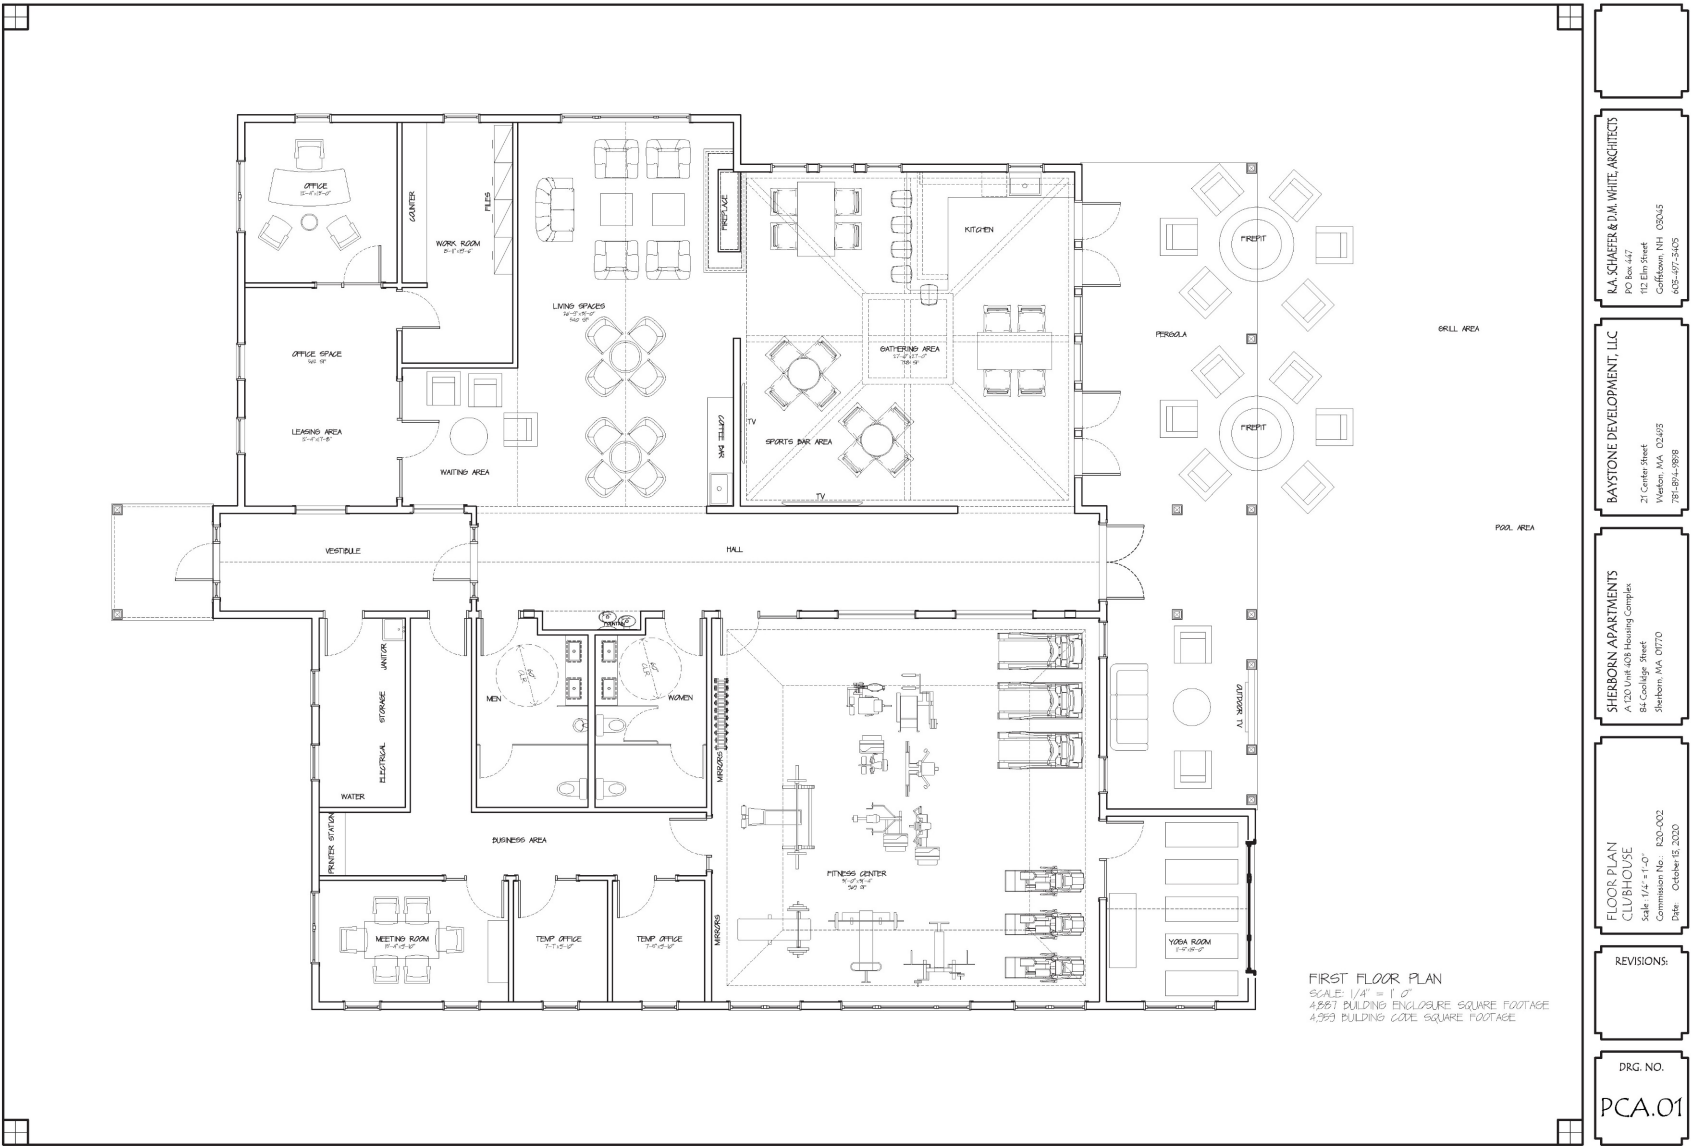 OFFICE
COUNTER
FILES
WORK ROOM
FIREPLACE
KITCHEN
FIREPIT
LIVING SPACES
GRILL AREA
PERGOLA
GATHERING AREA
OFFICE SPACE
FIREPIT
LEASING AREA
TV
SPORTS BAR AREA
COFFEE BAR
WAITING AREA
TV
POOL AREA
VESTIBULE
HALL
JANITOR
60"
CLR
60"
CLR
MEN
WOMEN
STORAGE
OUTDOOR TV
ELECTRICAL
MIRRORS
WATER
PRINTER STATION
BUSINESS AREA
FITNESS CENTER
MEETING ROOM
TEMP OFFICE
TEMP OFFICE
MIRRORS
YOGA ROOM
FIRST FLOOR PLAN
SCALE: 1/4" = 1' 0"
4,887 BUILDING ENCLOSURE SQUARE FOOTAGE
4,959 BUILDING CODE SQUARE FOOTAGE
R.A. SCHAEFER & D.M. WHITE, ARCHITECTS
PO Box 447
112 Elm Street
Goffstown, NH 03045
603-497-3405
BAYSTONE DEVELOPMENT, LLC
21 Center Street
Weston, MA 02493
781-894-9898
SHERBORN APARTMENTS
A 120 Unit 40B Housing Complex
84 Coolidge Street
Sherborn, MA 01770
FLOOR PLAN
CLUBHOUSE
Scale: 1/4" = 1'-0"
Commission No.: R20-002
Date: October 13, 2020
REVISIONS:
DRG. NO.
PCA.01